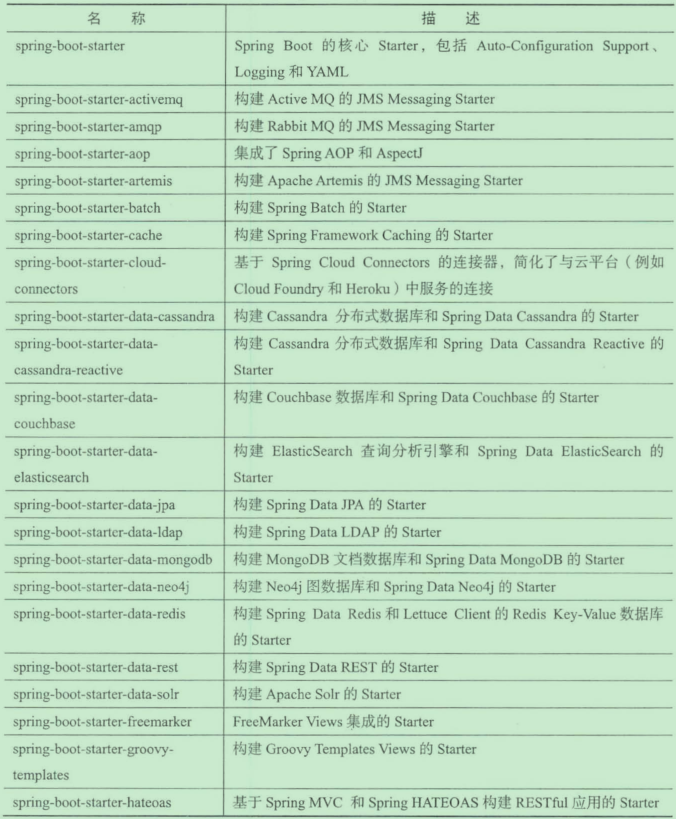 名 称 描 述
spring-boot-starter Spring Boot 的核心 Starter，包括 Auto-Configuration Support、
Logging 和 YAML
spring-boot-starter-activemq 构建 Active MQ 的 JMS Messaging Starter
spring-boot-starter-amqp 构建 Rabbit MQ 的 JMS Messaging Starter
spring-boot-starter-aop 集成了 Spring AOP 和 AspectJ
spring-boot-starter-artemis 构建 Apache Artemis 的 JMS Messaging Starter
spring-boot-starter-batch 构建 Spring Batch 的 Starter
spring-boot-starter-cache 构建 Spring Framework Caching 的 Starter
spring-boot-starter-cloud- 基于 Spring Cloud Connectors 的连接器，简化了与云平台（例如
connectors Cloud Foundry 和 Heroku）中服务的连接
spring-boot-starter-data-cassandra 构建 Cassandra 分布式数据库和 Spring Data Cassandra 的 Starter
spring-boot-starter-data- 构建 Cassandra 分布式数据库和 Spring Data Cassandra Reactive 的
cassandra-reactive Starter
spring-boot-starter-data- 构建 Couchbase 数据库和 Spring Data Couchbase 的 Starter
couchbase
spring-boot-starter-data- 构建 ElasticSearch 查询分析引擎和 Spring Data ElasticSearch 的
elasticsearch Starter
spring-boot-starter-data-jpa 构建 Spring Data JPA 的 Starter
spring-boot-starter-data-ldap 构建 Spring Data LDAP 的 Starter
spring-boot-starter-data-mongodb 构建 MongoDB 文档数据库和 Spring Data MongoDB 的 Starter
spring-boot-starter-data-neo4j 构建 Neo4j 图数据库和 Spring Data Neo4j 的 Starter
spring-boot-starter-data-redis 构建 Spring Data Redis 和 Lettuce Client 的 Redis Key-Value 数据库
的 Starter
spring-boot-starter-data-rest 构建 Spring Data REST 的 Starter
spring-boot-starter-data-solr 构建 Apache Solr 的 Starter
spring-boot-starter-freemarker FreeMarker Views 集成的 Starter
spring-boot-starter-groovy- 构建 Groovy Templates Views 的 Starter
templates
spring-boot-starter-hateoas 基于 Spring MVC 和 Spring HATEOAS 构建 RESTful 应用的 Starter